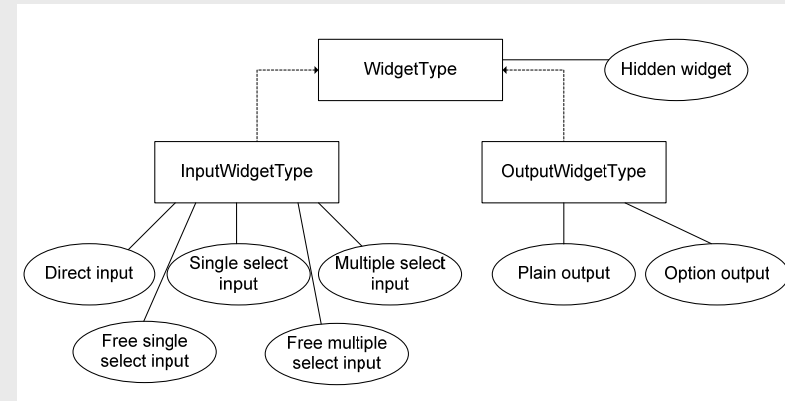 WidgetType
Hidden widget
InputWidgetType
OutputWidgetType
Direct input
Single select
input
Multiple select
input
Plain output
Option output
Free single
select input
Free multiple
select input